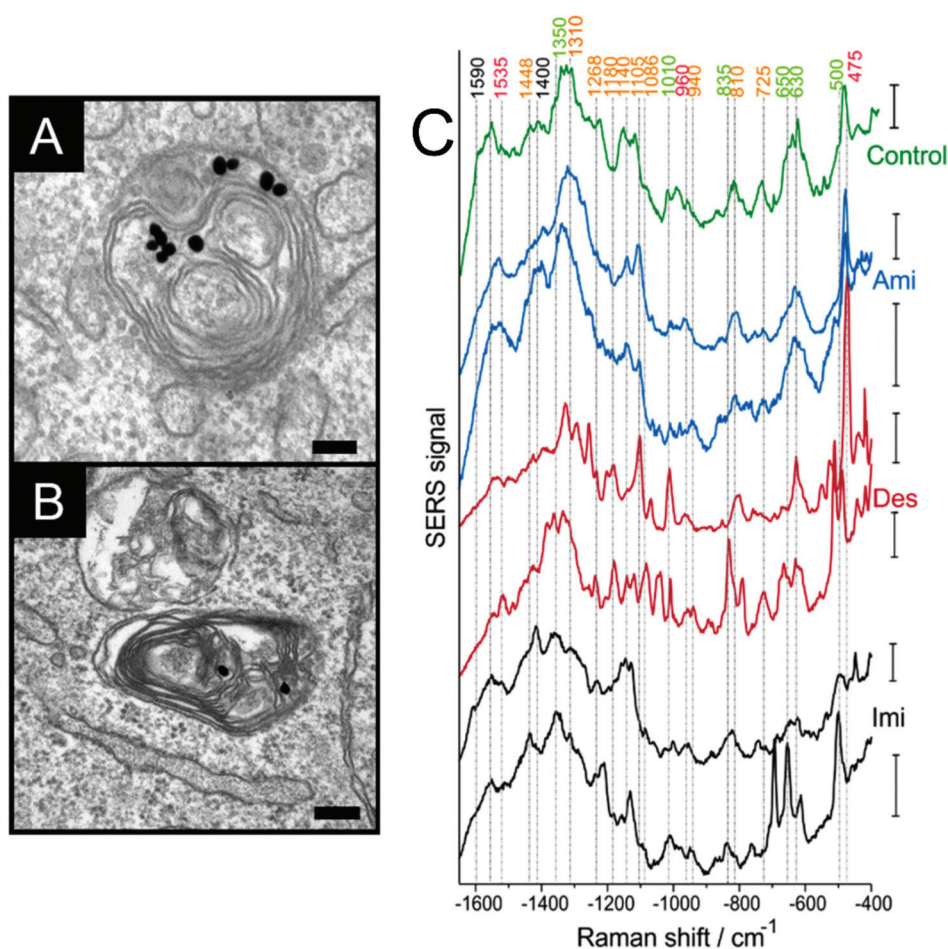 A
B
C
1590
1535
1448
1400
1350
1310
1268
1180
1140
1105
1086
1010
960
940
835
810
725
650
630
500
475
Control
Ami
Des
Imi
SERS signal
-1600 -1400 -1200 -1000 -800 -600 -400
Raman shift / cm⁻¹